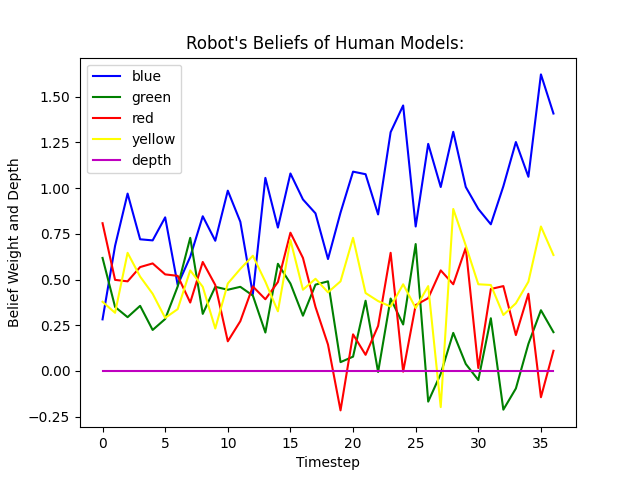 Robot's Beliefs of Human Models:
blue
green
red
yellow
depth
1.50
1.25
1.00
0.75
0.50
0.25
0.00
−0.25
Belief Weight and Depth
0 5 10 15 20 25 30 35
Timestep